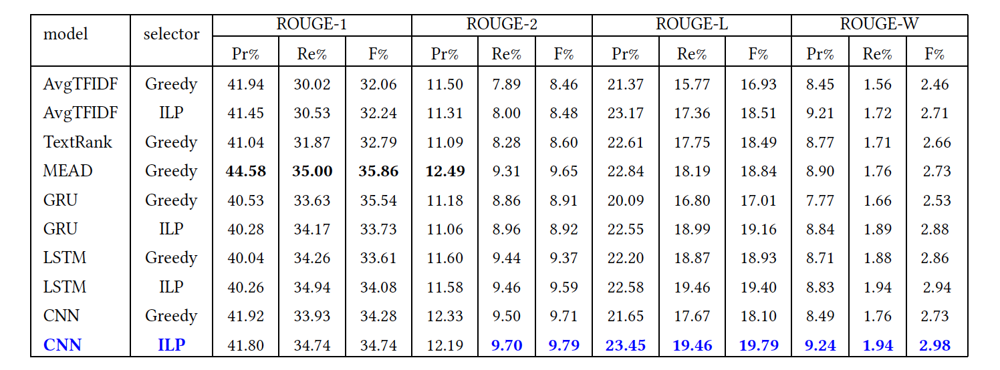 model selector ROUGE-1 ROUGE-2 ROUGE-L ROUGE-W
Pr% Re% F% Pr% Re% F% Pr% Re% F% Pr% Re% F%
AvgTFIDF Greedy 41.94 30.02 32.06 11.50 7.89 8.46 21.37 15.77 16.93 8.45 1.56 2.46
AvgTFIDF ILP 41.45 30.53 32.24 11.31 8.00 8.48 23.17 17.36 18.51 9.21 1.72 2.71
TextRank Greedy 41.04 31.87 32.79 11.09 8.28 8.60 22.61 17.75 18.49 8.77 1.71 2.66
MEAD Greedy 44.58 35.00 35.86 12.49 9.31 9.65 22.84 18.19 18.84 8.90 1.76 2.73
GRU Greedy 40.53 33.63 35.54 11.18 8.86 8.91 20.09 16.80 17.01 7.77 1.66 2.53
GRU ILP 40.28 34.17 33.73 11.06 8.96 8.92 22.55 18.99 19.16 8.84 1.89 2.88
LSTM Greedy 40.04 34.26 33.61 11.60 9.44 9.37 22.20 18.87 18.93 8.71 1.88 2.86
LSTM ILP 40.26 34.94 34.08 11.58 9.46 9.59 22.58 19.46 19.40 8.83 1.94 2.94
CNN Greedy 41.92 33.93 34.28 12.33 9.50 9.71 21.65 17.67 18.10 8.49 1.76 2.73
CNN ILP 41.80 34.74 34.74 12.19 9.70 9.79 23.45 19.46 19.79 9.24 1.94 2.98